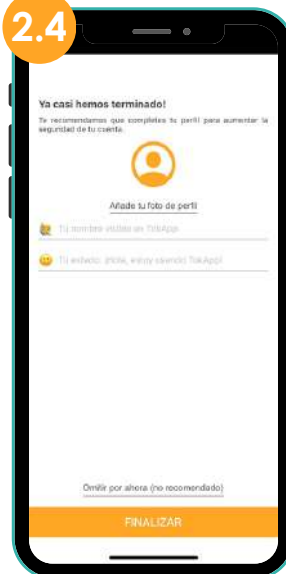 2.4
Ya casi hemos terminado!
Te recomendamos que completes tu perfil para aumentar la
seguridad de tu cuenta.
Añade tu foto de perfil
Tu nombre visible en TokApp
Tu estado: ¡Hola, estoy usando TokApp!
Omitir por ahora (no recomendado)
FINALIZAR